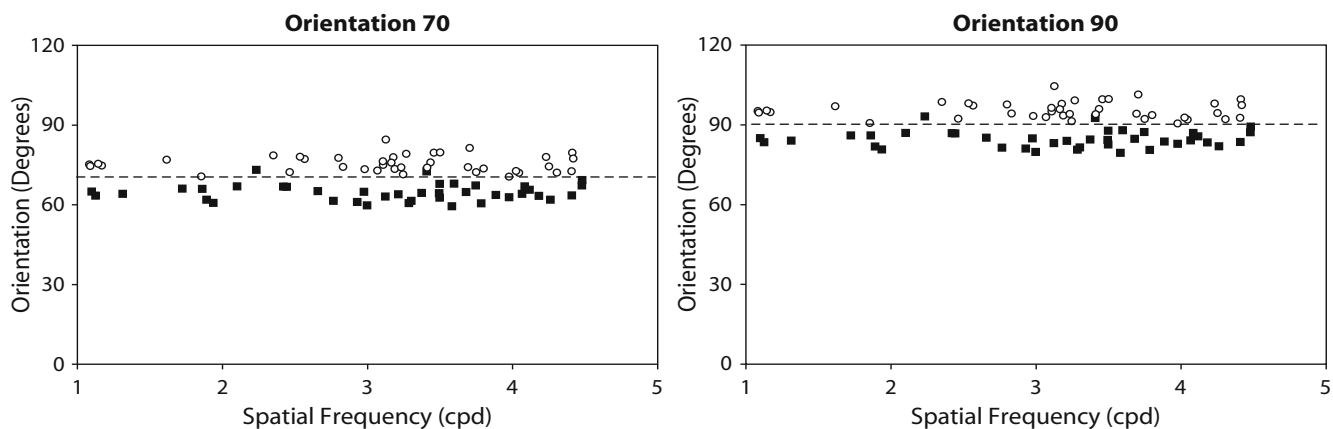 Orientation 70
120
90
60
30
0
Orientation (Degrees)
1 2 3 4 5
Spatial Frequency (cpd)
Orientation 90
120
90
60
30
0
Orientation (Degrees)
1 2 3 4 5
Spatial Frequency (cpd)